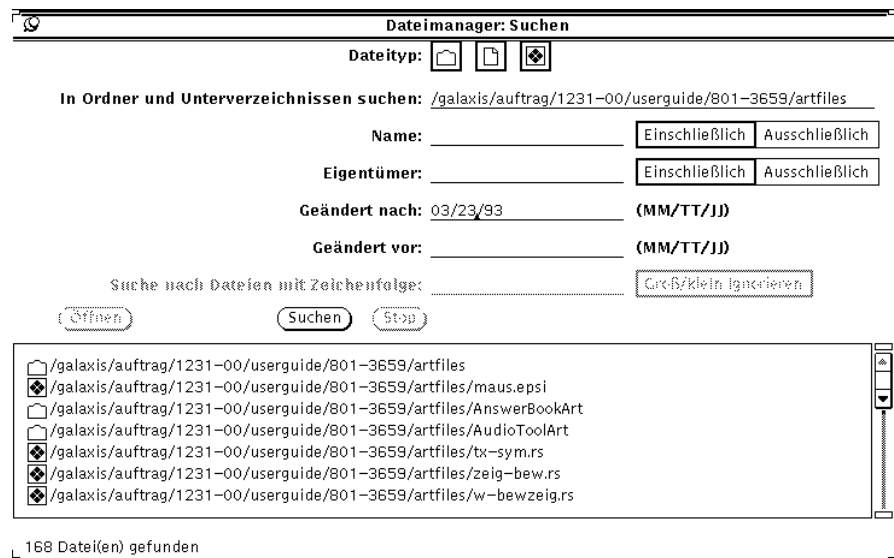 Dateimanager: Suchen
Dateityp:
In Ordner und Unterverzeichnissen suchen: /galaxis/auftrag/1231-00/userguide/801-3659/artfiles
Name: Einschließlich Ausschließlich
Eigentümer: Einschließlich Ausschließlich
Geändert nach: 03/23/93 (MM/TT/JJ)
Geändert vor: (MM/TT/JJ)
Suche nach Dateien mit Zeichenfolge: Groß/klein ignorieren
Öffnen Suchen Stop
/galaxis/auftrag/1231-00/userguide/801-3659/artfiles
/galaxis/auftrag/1231-00/userguide/801-3659/artfiles/maus.epsi
/galaxis/auftrag/1231-00/userguide/801-3659/artfiles/AnswerBookArt
/galaxis/auftrag/1231-00/userguide/801-3659/artfiles/AudioToolArt
/galaxis/auftrag/1231-00/userguide/801-3659/artfiles/tx-sym.rs
/galaxis/auftrag/1231-00/userguide/801-3659/artfiles/zeig-bew.rs
/galaxis/auftrag/1231-00/userguide/801-3659/artfiles/w-bewzeig.rs
168 Datei(en) gefunden